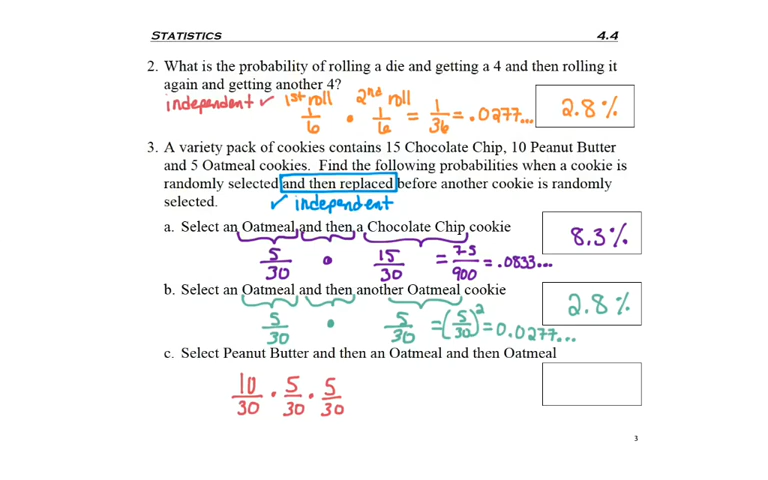 STATISTICS 4.4
2. What is the probability of rolling a die and getting a 4 and then rolling it
again and getting another 4?
independent ✓ 1st roll 2nd roll
1/6 • 1/6 = 1/36 = .0277... 2.8%
3. A variety pack of cookies contains 15 Chocolate Chip, 10 Peanut Butter
and 5 Oatmeal cookies. Find the following probabilities when a cookie is
randomly selected and then replaced before another cookie is randomly
selected. ✓ independent
a. Select an Oatmeal and then a Chocolate Chip cookie
5/30 • 15/30 = 75/900 = .0833... 8.3%
b. Select an Oatmeal and then another Oatmeal cookie
5/30 • 5/30 = (5/30)² = 0.0277... 2.8%
c. Select Peanut Butter and then an Oatmeal and then Oatmeal
10/30 • 5/30 • 5/30
3